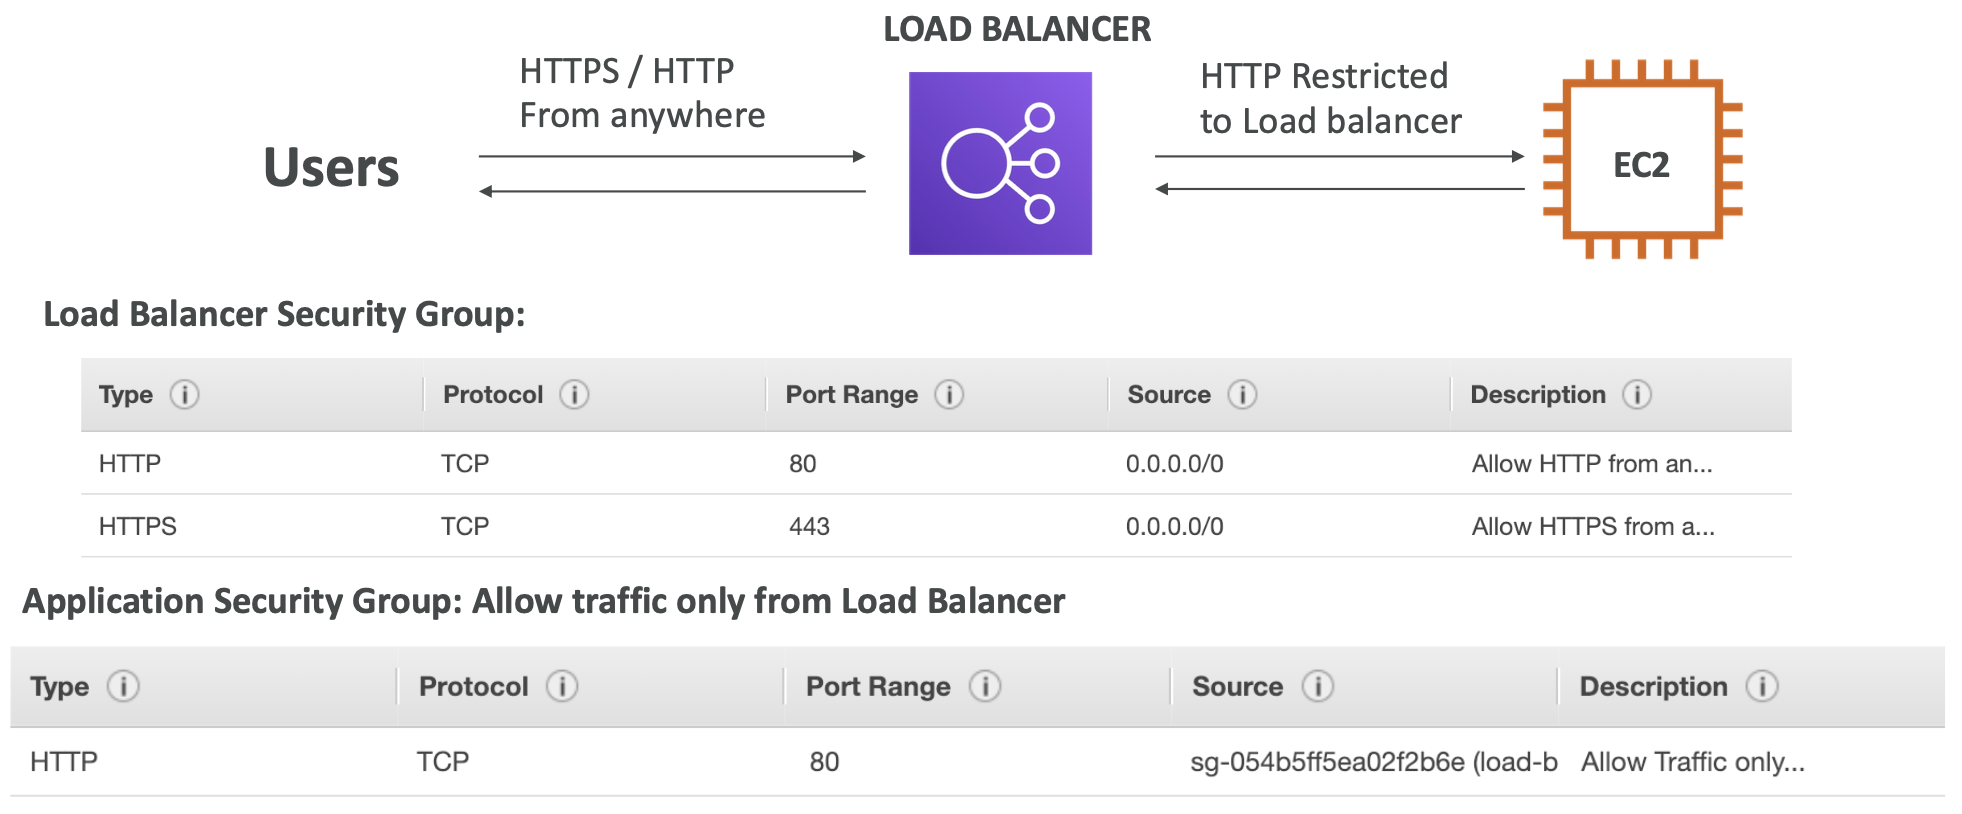 LOAD BALANCER
HTTPS / HTTP
From anywhere
HTTP Restricted
to Load balancer
Users
EC2
Load Balancer Security Group:
Type Protocol Port Range Source Description
HTTP TCP 80 0.0.0.0/0 Allow HTTP from an...
HTTPS TCP 443 0.0.0.0/0 Allow HTTPS from a...
Application Security Group: Allow traffic only from Load Balancer
Type Protocol Port Range Source Description
HTTP TCP 80 sg-054b5ff5ea02f2b6e (load-b Allow Traffic only...